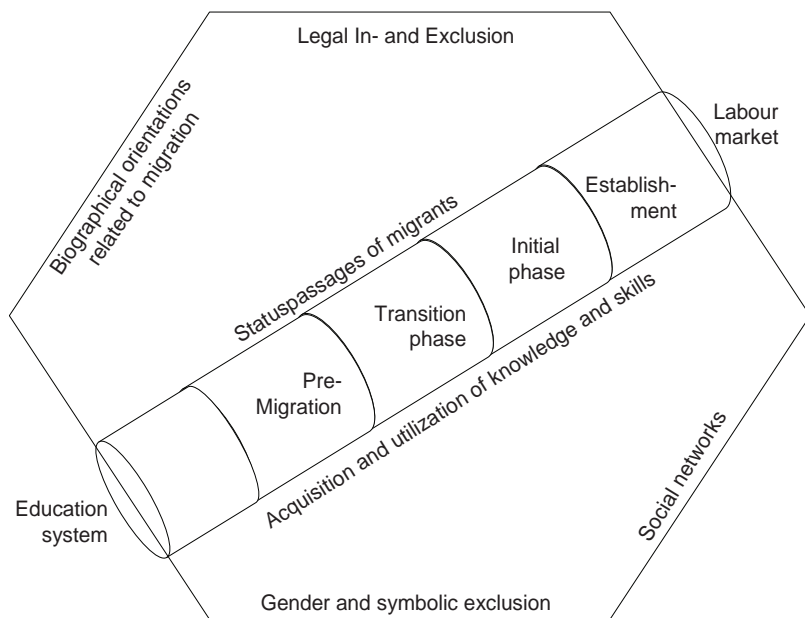 Legal In- and Exclusion
Biographical orientations
related to migration
Labour
market
Establish-
ment
Statuspassages of migrants
Initial
phase
Transition
phase
Pre-
Migration
Acquisition and utilization of knowledge and skills
Education
system
Social networks
Gender and symbolic exclusion